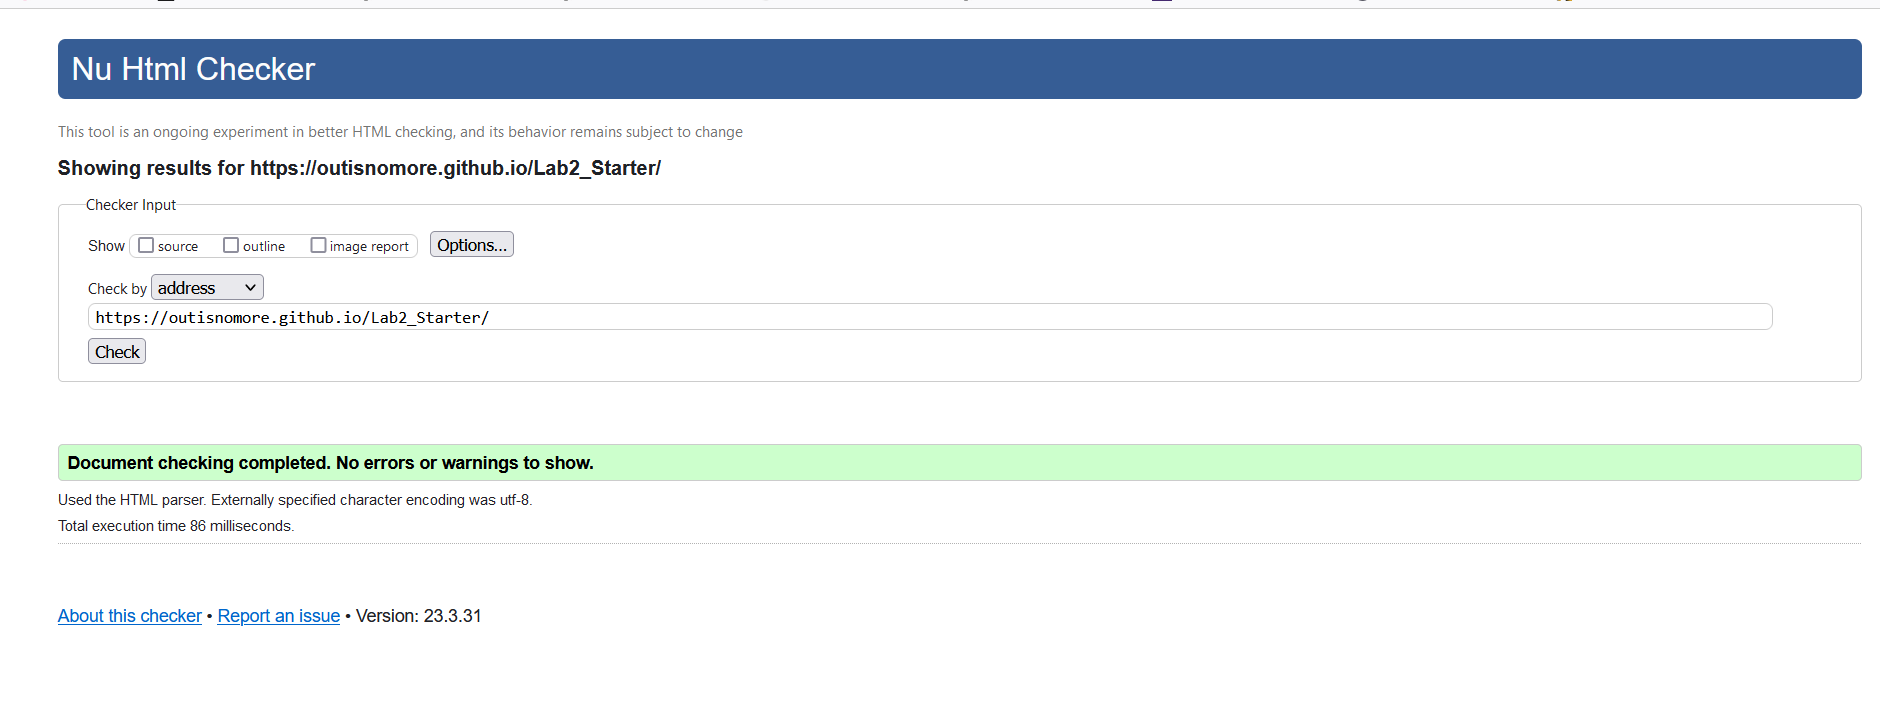 Nu Html Checker
This tool is an ongoing experiment in better HTML checking, and its behavior remains subject to change
Showing results for https://outisnomore.github.io/Lab2_Starter/
Checker Input
Show source outline image report Options...
Check by address
https://outisnomore.github.io/Lab2_Starter/
Check
Document checking completed. No errors or warnings to show.
Used the HTML parser. Externally specified character encoding was utf-8.
Total execution time 86 milliseconds.
About this checker • Report an issue • Version: 23.3.31